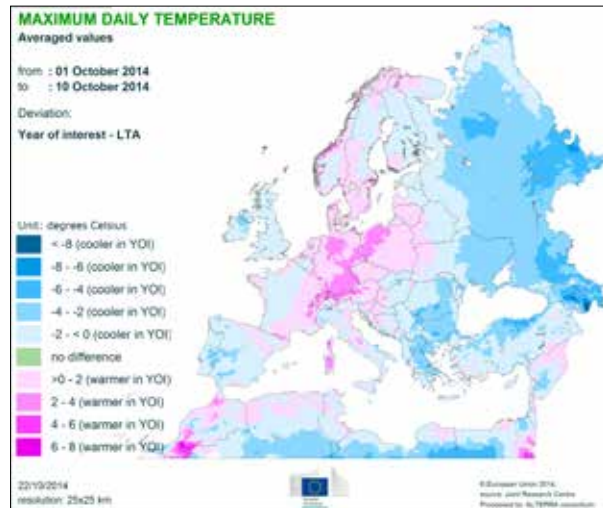 MAXIMUM DAILY TEMPERATURE
Averaged values
from : 01 October 2014
to : 10 October 2014
Deviation:
Year of interest - LTA
Unit: degrees Celsius
< -8 (cooler in YOI)
-8 - -6 (cooler in YOI)
-6 - -4 (cooler in YOI)
-4 - -2 (cooler in YOI)
-2 - < 0 (cooler in YOI)
no difference
>0 - 2 (warmer in YOI)
2 - 4 (warmer in YOI)
4 - 6 (warmer in YOI)
6 - 8 (warmer in YOI)
22/10/2014
resolution: 25x25 km
© European Union 2014
source: Joint Research Centre
Processed by ALTERRA consortium